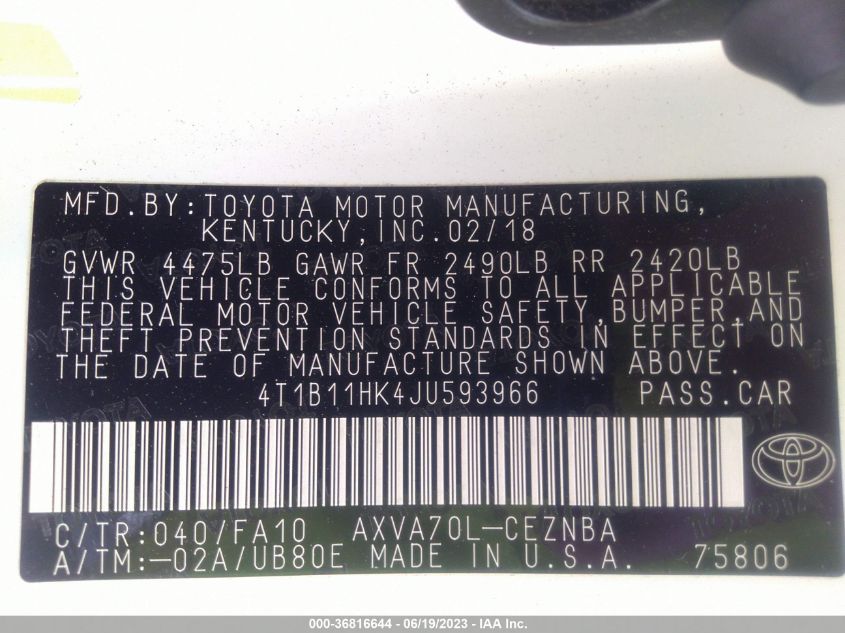 MFD.BY:TOYOTA MOTOR MANUFACTURING,
KENTUCKY,INC.02/18
GVWR 4475LB GAWR FR 2490LB RR 2420LB
THIS VEHICLE CONFORMS TO ALL APPLICABLE
FEDERAL MOTOR VEHICLE SAFETY,BUMPER,AND
THEFT PREVENTION STANDARDS IN EFFECT ON
THE DATE OF MANUFACTURE SHOWN ABOVE.
4T1B11HK4JU593966 PASS.CAR
C/TR:040/FA10 AXVA70L-CEZNBA
A/TM:-02A/UB80E MADE IN U.S.A. 75806
000-36816644 - 06/19/2023 - IAA Inc.